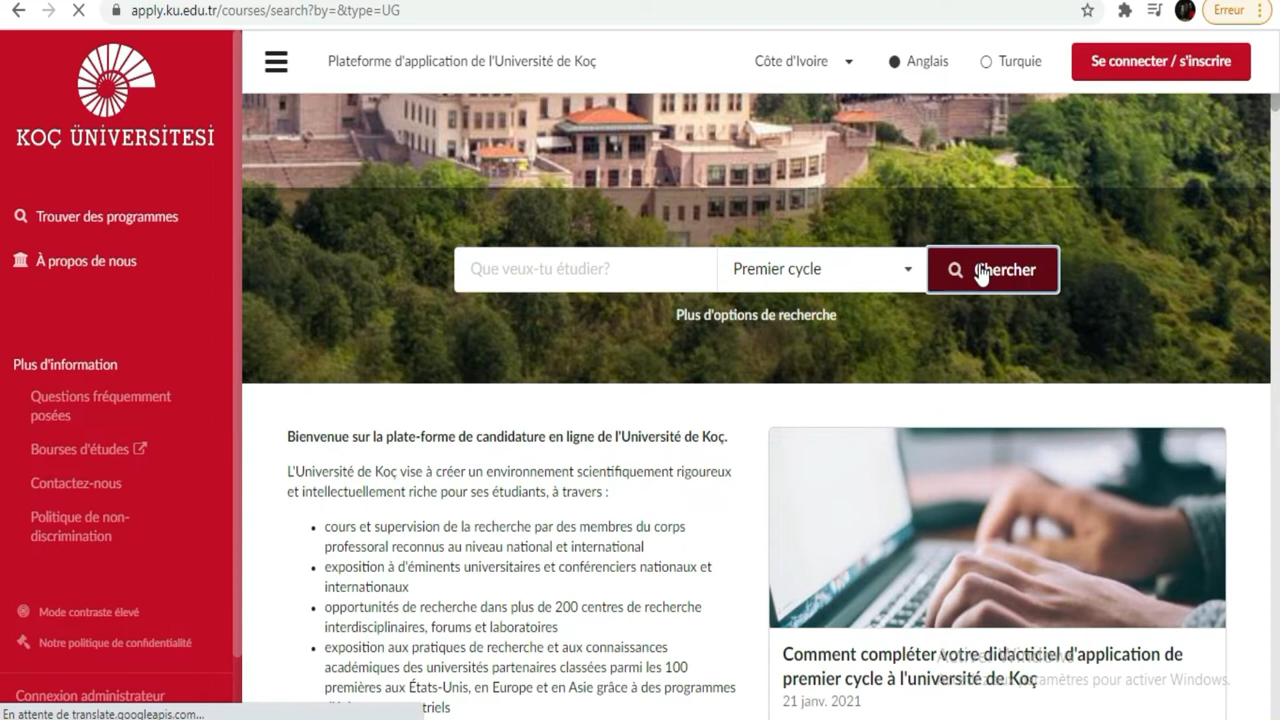 apply.ku.edu.tr/courses/search?by=&type=UG
Erreur
KOÇ ÜNİVERSİTESİ
Trouver des programmes
À propos de nous
Plus d'information
Questions fréquemment
posées
Bourses d'études
Contactez-nous
Politique de non-
discrimination
Mode contraste élevé
Notre politique de confidentialité
Connexion administrateur
En attente de translate.googleapis.com...
Plateforme d'application de l'Université de Koç
Côte d'Ivoire
Anglais
Turquie
Se connecter / s'inscrire
Que veux-tu étudier?
Premier cycle
Chercher
Plus d'options de recherche
Bienvenue sur la plate-forme de candidature en ligne de l'Université de Koç.
L'Université de Koç vise à créer un environnement scientifiquement rigoureux
et intellectuellement riche pour ses étudiants, à travers :
• cours et supervision de la recherche par des membres du corps
professoral reconnus au niveau national et international
• exposition à d'éminents universitaires et conférenciers nationaux et
internationaux
• opportunités de recherche dans plus de 200 centres de recherche
interdisciplinaires, forums et laboratoires
• exposition aux pratiques de recherche et aux connaissances
académiques des universités partenaires classées parmi les 100
premières aux États-Unis, en Europe et en Asie grâce à des programmes
Comment compléter votre didacticiel d'application de
premier cycle à l'université de Koç
21 janv. 2021
Activer Windows
paramètres pour activer Windows.